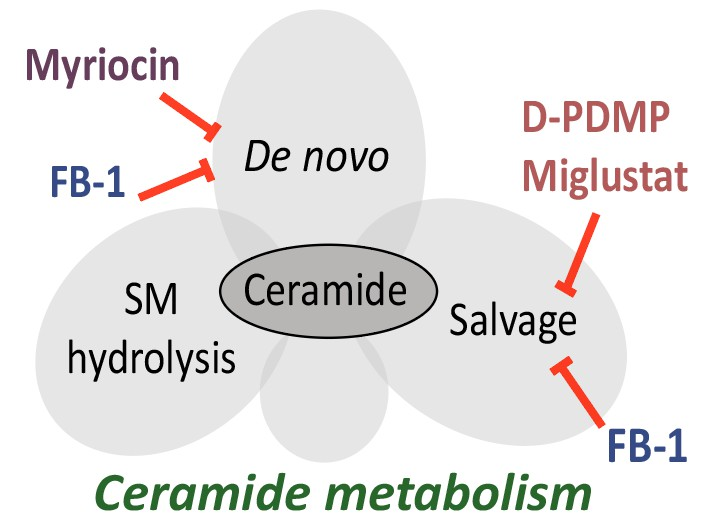 Myriocin
FB-1
De novo
D-PDMP
Miglustat
SM
hydrolysis
Ceramide
Salvage
FB-1
Ceramide metabolism